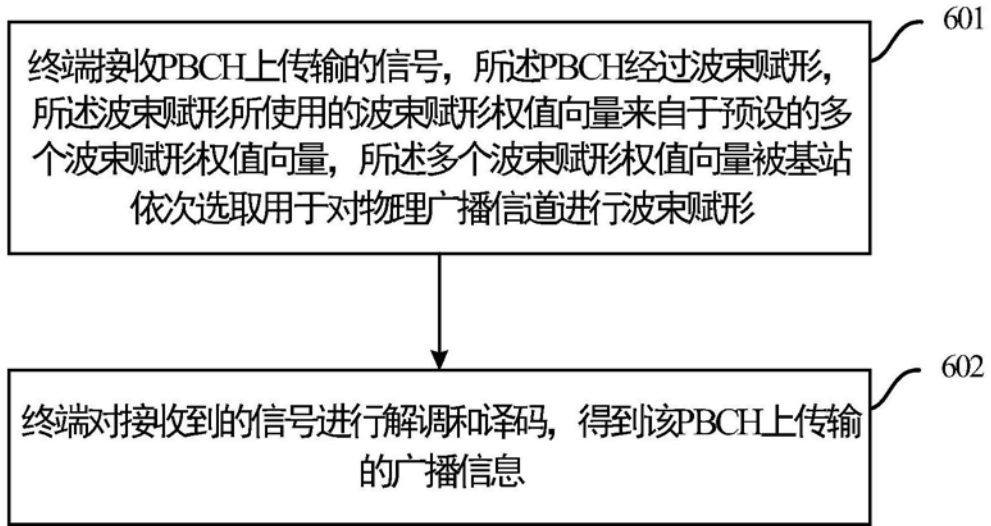 601
终端接收PBCH上传输的信号，所述PBCH经过波束赋形，
所述波束赋形所使用的波束赋形权值向量来自于预设的多
个波束赋形权值向量，所述多个波束赋形权值向量被基站
依次选取用于对物理广播信道进行波束赋形
602
终端对接收到的信号进行解调和译码，得到该PBCH上传输
的广播信息